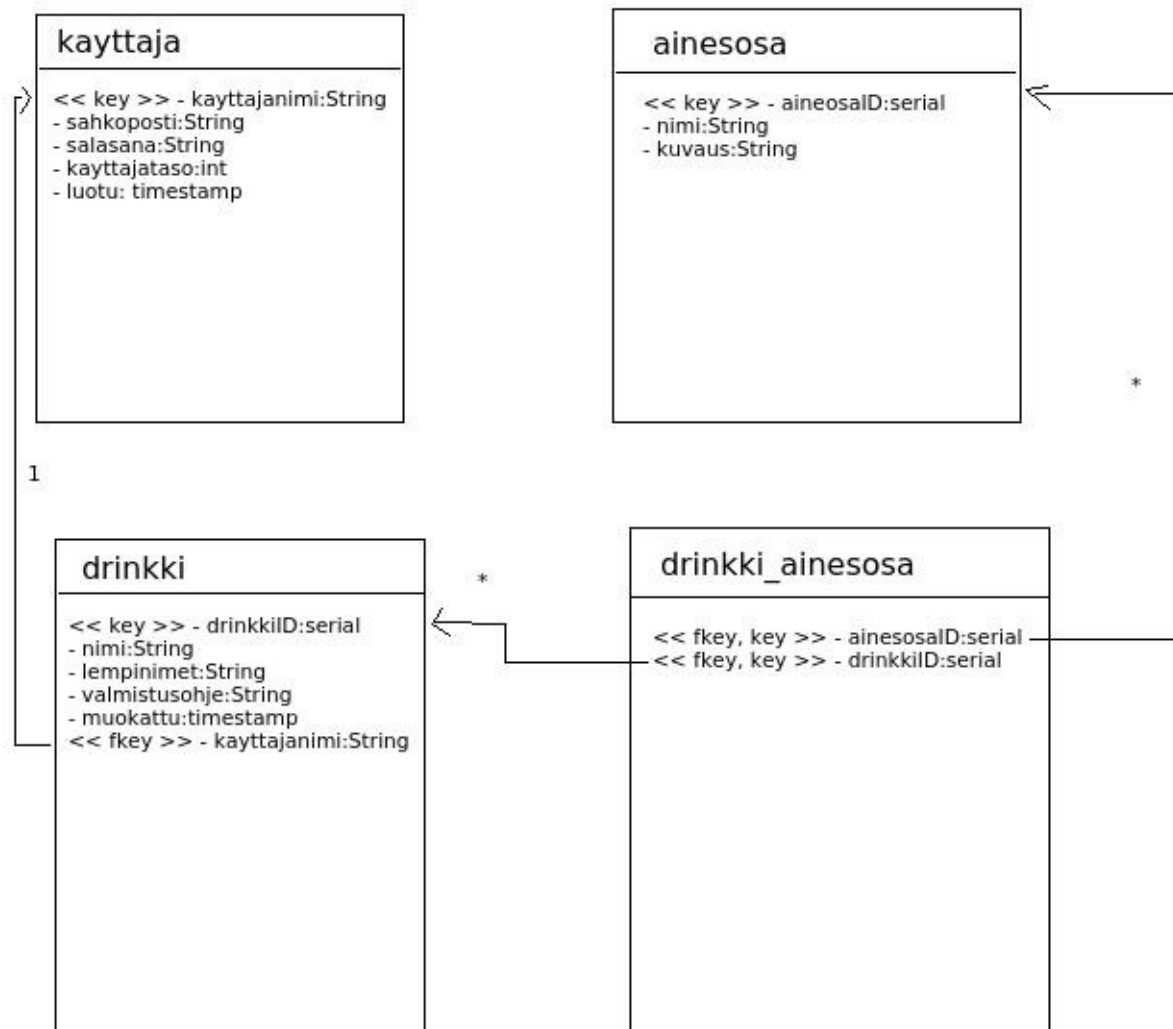 kayttaja
<< key >> - kayttajanimi:String
- sahkoposti:String
- salasana:String
- kayttajataso:int
- luotu: timestamp
ainesosa
<< key >> - aineosaID:serial
- nimi:String
- kuvaus:String
*
1
drinkki
<< key >> - drinkkiID:serial
- nimi:String
- lempinimet:String
- valmistusohje:String
- muokattu:timestamp
<< fkey >> - kayttajanimi:String
*
drinkki_ainesosa
<< fkey, key >> - ainesosaID:serial
<< fkey, key >> - drinkkiID:serial